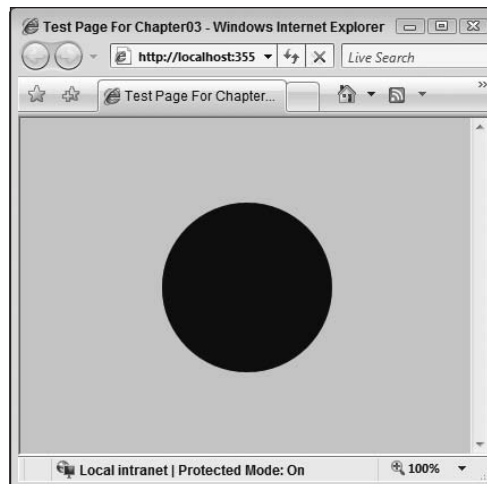 Test Page For Chapter03 - Windows Internet Explorer
http://localhost:355
Live Search
Test Page For Chapter...
Local intranet | Protected Mode: On
100%